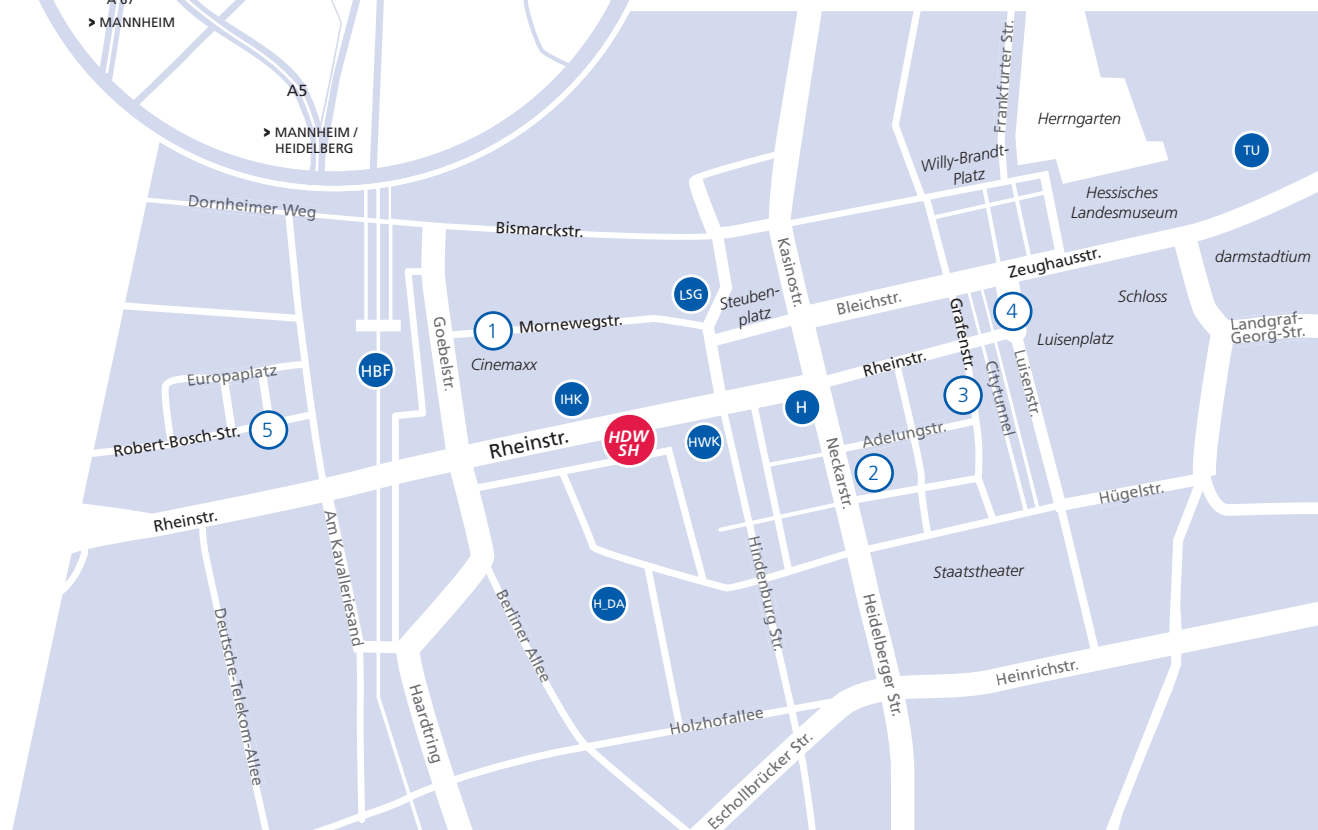 A 67
> MANNHEIM
A5
> MANNHEIM /
HEIDELBERG
Frankfurter Str.
Herrngarten
TU
Willy-Brandt-
Platz
Hessisches
Landesmuseum
Dornheimer Weg
Bismarckstr.
Kasinostr.
Zeughausstr.
darmstadtium
LSG
Steuben-
platz
Bleichstr.
Schloss
Grafenstr.
4
1
Mornewegstr.
Goebelstr.
Cinemaxx
Luisenplatz
Landgraf-
Georg-Str.
Rheinstr.
Luisenstr.
Citytunnel
HBF
Europaplatz
IHK
H
3
Robert-Bosch-Str.
5
Rheinstr.
HDW
SH
HWK
Adelungstr.
2
Neckarstr.
Hügelstr.
Rheinstr.
Am Kavalleriesand
Hindenburg Str.
Staatstheater
H_DA
Berliner Allee
Heidelberger Str.
Deutsche-Telekom-Allee
Heinrichstr.
Haardtring
Holzhofallee
Eschollbrücker Str.